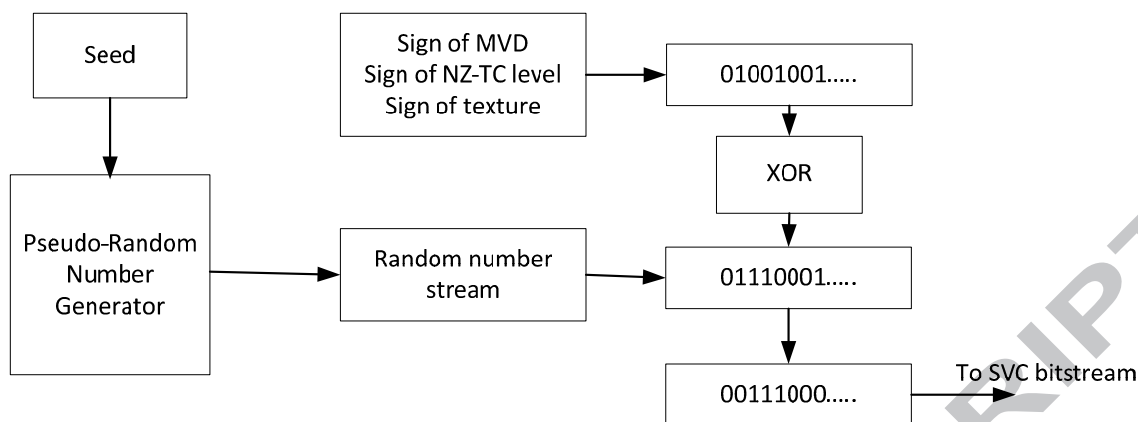 Seed
Sign of MVD
Sign of NZ-TC level
Sign of texture
01001001.....
XOR
Pseudo-Random
Number
Generator
Random number
stream
01110001.....
00111000.....
To SVC bitstream
RIPT